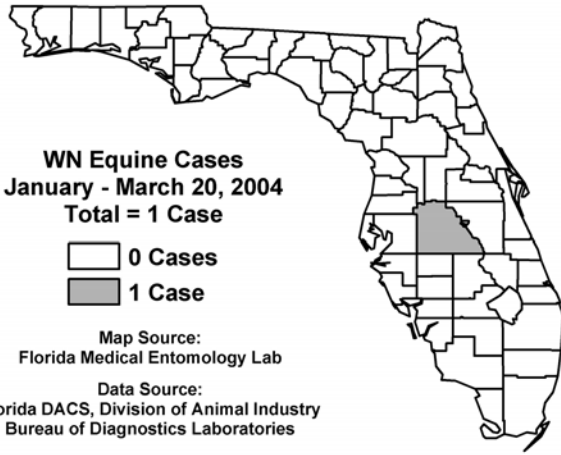 WN Equine Cases
January - March 20, 2004
Total = 1 Case
0 Cases
1 Case
Map Source:
Florida Medical Entomology Lab
Data Source:
orida DACS, Division of Animal Industry
Bureau of Diagnostics Laboratories